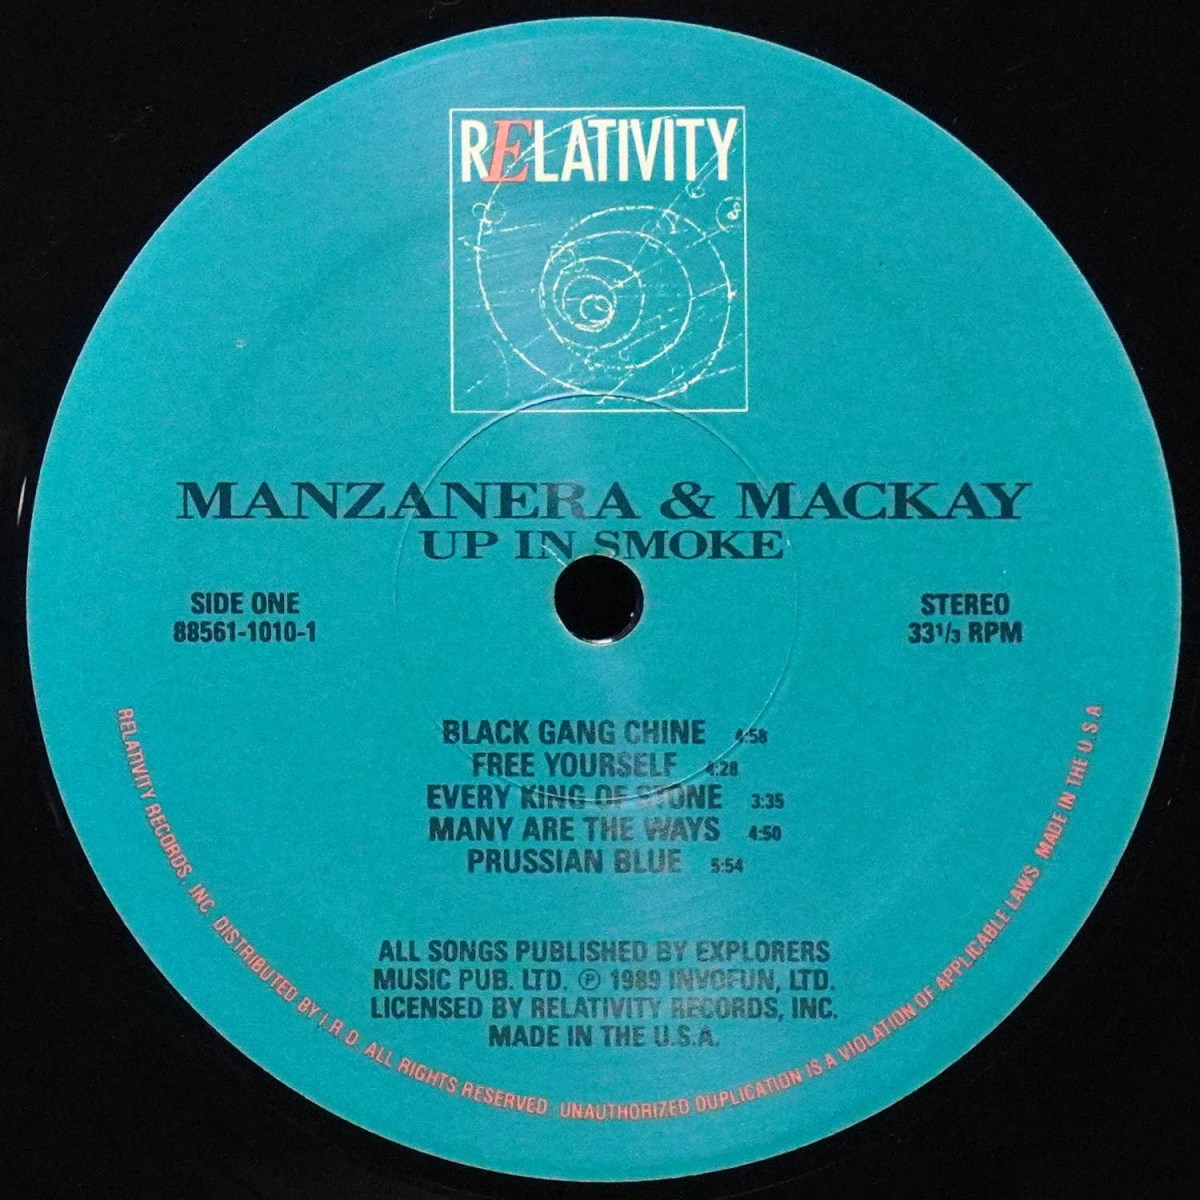 RELATIVITY
MANZANERA & MACKAY
UP IN SMOKE
SIDE ONE
88561-1010-1
STEREO
33 1/3 RPM
BLACK GANG CHINE 4:58
FREE YOURSELF 4:28
EVERY KING OF STONE 3:35
MANY ARE THE WAYS 4:50
PRUSSIAN BLUE 5:54
ALL SONGS PUBLISHED BY EXPLORERS
MUSIC PUB. LTD. ℗ 1989 INVOFUN, LTD.
LICENSED BY RELATIVITY RECORDS, INC.
MADE IN THE U.S.A.
RELATIVITY RECORDS, INC. DISTRIBUTED BY I.R.D. ALL RIGHTS RESERVED. UNAUTHORIZED DUPLICATION IS A VIOLATION OF APPLICABLE LAWS. MADE IN THE U.S.A.